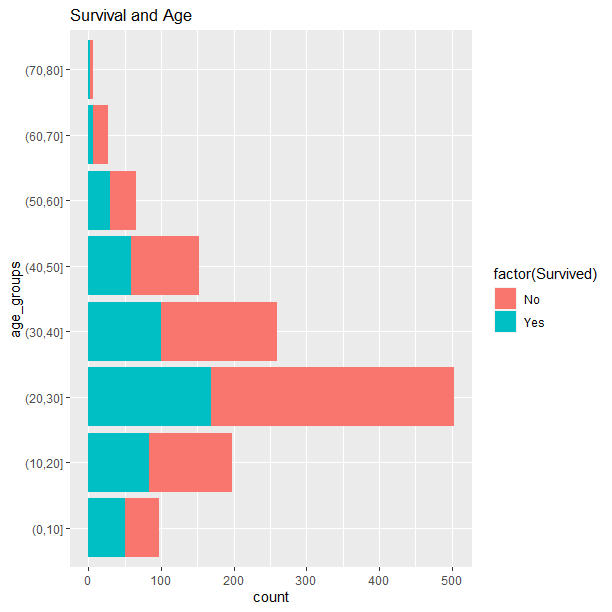 Survival and Age
age_groups
(70,80]
(60,70]
(50,60]
(40,50]
(30,40]
(20,30]
(10,20]
(0,10]
0 100 200 300 400 500
count
factor(Survived)
No
Yes